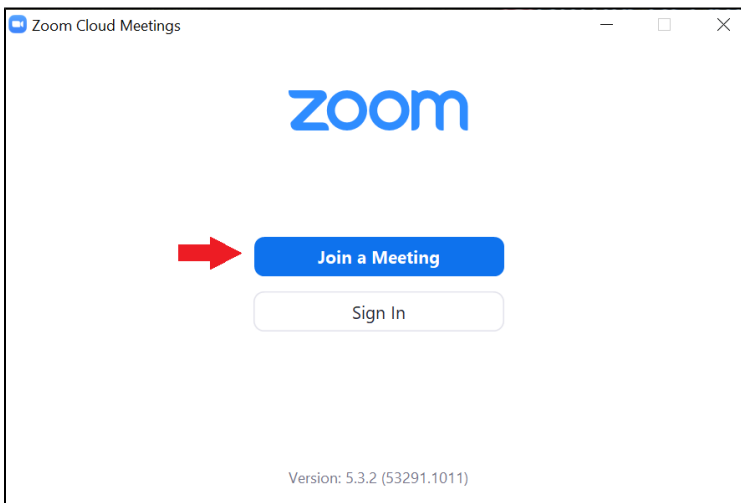 Zoom Cloud Meetings
zoom
Join a Meeting
Sign In
Version: 5.3.2 (53291.1011)